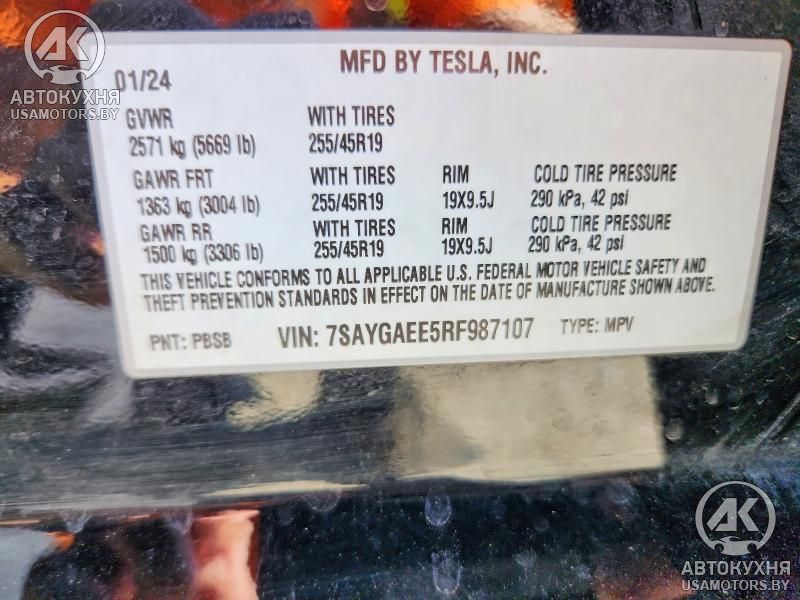 AK
АВТОКУХНЯ
USAMOTORS.BY
01/24
MFD BY TESLA, INC.
GVWR WITH TIRES
2571 kg (5669 lb) 255/45R19
GAWR FRT WITH TIRES RIM COLD TIRE PRESSURE
1363 kg (3004 lb) 255/45R19 19X9.5J 290 kPa, 42 psi
GAWR RR WITH TIRES RIM COLD TIRE PRESSURE
1500 kg (3306 lb) 255/45R19 19X9.5J 290 kPa, 42 psi
THIS VEHICLE CONFORMS TO ALL APPLICABLE U.S. FEDERAL MOTOR VEHICLE SAFETY AND
THEFT PREVENTION STANDARDS IN EFFECT ON THE DATE OF MANUFACTURE SHOWN ABOVE.
PNT: PBSB VIN: 7SAYGAEE5RF987107 TYPE: MPV
AK
АВТОКУХНЯ
USAMOTORS.BY